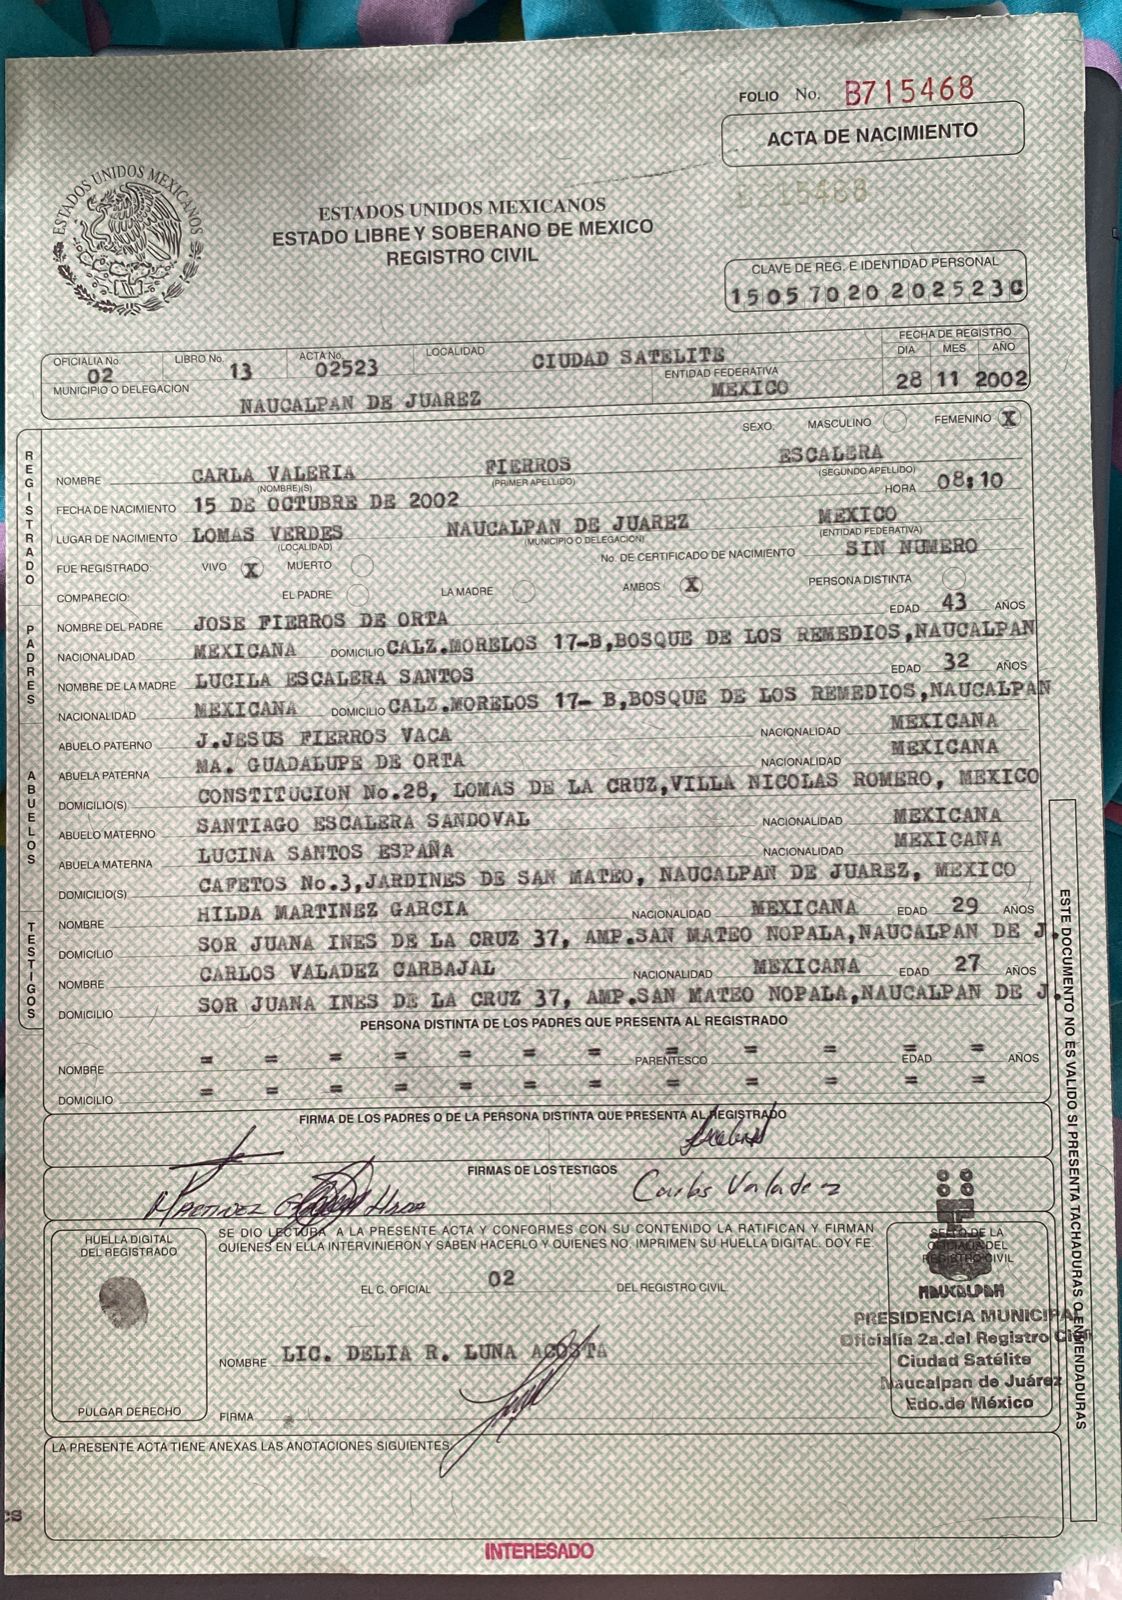 FOLIO No. B715468
ACTA DE NACIMIENTO
ESTADOS UNIDOS MEXICANOS
ESTADOS UNIDOS MEXICANOS
ESTADO LIBRE Y SOBERANO DE MEXICO
REGISTRO CIVIL
CLAVE DE REG. E IDENTIDAD PERSONAL
OFICIALIA No. 02 LIBRO No. 13 ACTA No. 02523 LOCALIDAD CIUDAD SATELITE
FECHA DE REGISTRO
DIA MES AÑO
28 11 2002
MUNICIPIO O DELEGACION NAUCALPAN DE JUAREZ ENTIDAD FEDERATIVA MEXICO
SEXO: MASCULINO FEMENINO X
REGISTRADO
NOMBRE CARLA VALERIA FIERROS ESCALERA
(NOMBRE(S) (PRIMER APELLIDO) (SEGUNDO APELLIDO)
FECHA DE NACIMIENTO 15 DE OCTUBRE DE 2002 HORA 08:10
LUGAR DE NACIMIENTO LOMAS VERDES NAUCALPAN DE JUAREZ MEXICO
(LOCALIDAD) (MUNICIPIO O DELEGACION) (ENTIDAD FEDERATIVA)
FUE REGISTRADO: VIVO X MUERTO No. DE CERTIFICADO DE NACIMIENTO SIN NUMERO
COMPARECIO: EL PADRE LA MADRE AMBOS X PERSONA DISTINTA
PADRES
NOMBRE DEL PADRE JOSE FIERROS DE ORTA EDAD 43 AÑOS
NACIONALIDAD MEXICANA DOMICILIO CALZ.MORELOS 17-B,BOSQUE DE LOS REMEDIOS,NAUCALPAN
NOMBRE DE LA MADRE LUCILA ESCALERA SANTOS EDAD 32 AÑOS
NACIONALIDAD MEXICANA DOMICILIO CALZ.MORELOS 17- B,BOSQUE DE LOS REMEDIOS,NAUCALPAN
ABUELOS
ABUELO PATERNO J.JESUS FIERROS VACA NACIONALIDAD MEXICANA
ABUELA PATERNA MA. GUADALUPE DE ORTA NACIONALIDAD MEXICANA
DOMICILIO(S) CONSTITUCION No.28, LOMAS DE LA CRUZ,VILLA NICOLAS ROMERO, MEXICO
ABUELO MATERNO SANTIAGO ESCALERA SANDOVAL NACIONALIDAD MEXICANA
ABUELA MATERNA LUCINA SANTOS ESPAÑA NACIONALIDAD MEXICANA
DOMICILIO(S) CAFETOS No.3,JARDINES DE SAN MATEO, NAUCALPAN DE JUAREZ, MEXICO
TESTIGOS
NOMBRE HILDA MARTINEZ GARCIA NACIONALIDAD MEXICANA EDAD 29 AÑOS
DOMICILIO SOR JUANA INES DE LA CRUZ 37, AMP.SAN MATEO NOPALA,NAUCALPAN DE J.
NOMBRE CARLOS VALADEZ CARBAJAL NACIONALIDAD MEXICANA EDAD 27 AÑOS
DOMICILIO SOR JUANA INES DE LA CRUZ 37, AMP.SAN MATEO NOPALA,NAUCALPAN DE J.
PERSONA DISTINTA DE LOS PADRES QUE PRESENTA AL REGISTRADO
NOMBRE = = = = = = = PARENTESCO = = = EDAD = = AÑOS
DOMICILIO = = = = = = = = = = = =
FIRMA DE LOS PADRES O DE LA PERSONA DISTINTA QUE PRESENTA AL REGISTRADO
FIRMAS DE LOS TESTIGOS
Carlos Valadez
HUELLA DIGITAL
DEL REGISTRADO
PULGAR DERECHO
SE DIO LECTURA A LA PRESENTE ACTA Y CONFORMES CON SU CONTENIDO LA RATIFICAN Y FIRMAN
QUIENES EN ELLA INTERVINIERON Y SABEN HACERLO Y QUIENES NO, IMPRIMEN SU HUELLA DIGITAL. DOY FE.
EL C. OFICIAL 02 DEL REGISTRO CIVIL
NOMBRE LIC. DELIA R. LUNA ACOSTA
FIRMA
SELLO DE LA
OFICIALIA DEL
REGISTRO CIVIL
NAUCALPAN
PRESIDENCIA MUNICIPAL
Oficialía 2a.del Registro Civil
Ciudad Satélite
Naucalpan de Juárez
Edo.de México
LA PRESENTE ACTA TIENE ANEXAS LAS ANOTACIONES SIGUIENTES:
INTERESADO
ESTE DOCUMENTO NO ES VALIDO SI PRESENTA TACHADURAS O ENMENDADURAS